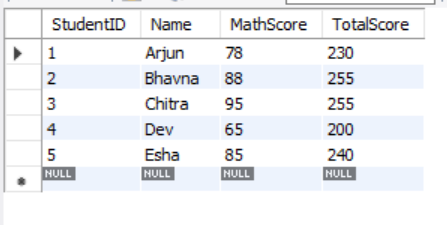 StudentID Name MathScore TotalScore
1 Arjun 78 230
2 Bhavna 88 255
3 Chitra 95 255
4 Dev 65 200
5 Esha 85 240
NULL NULL NULL NULL